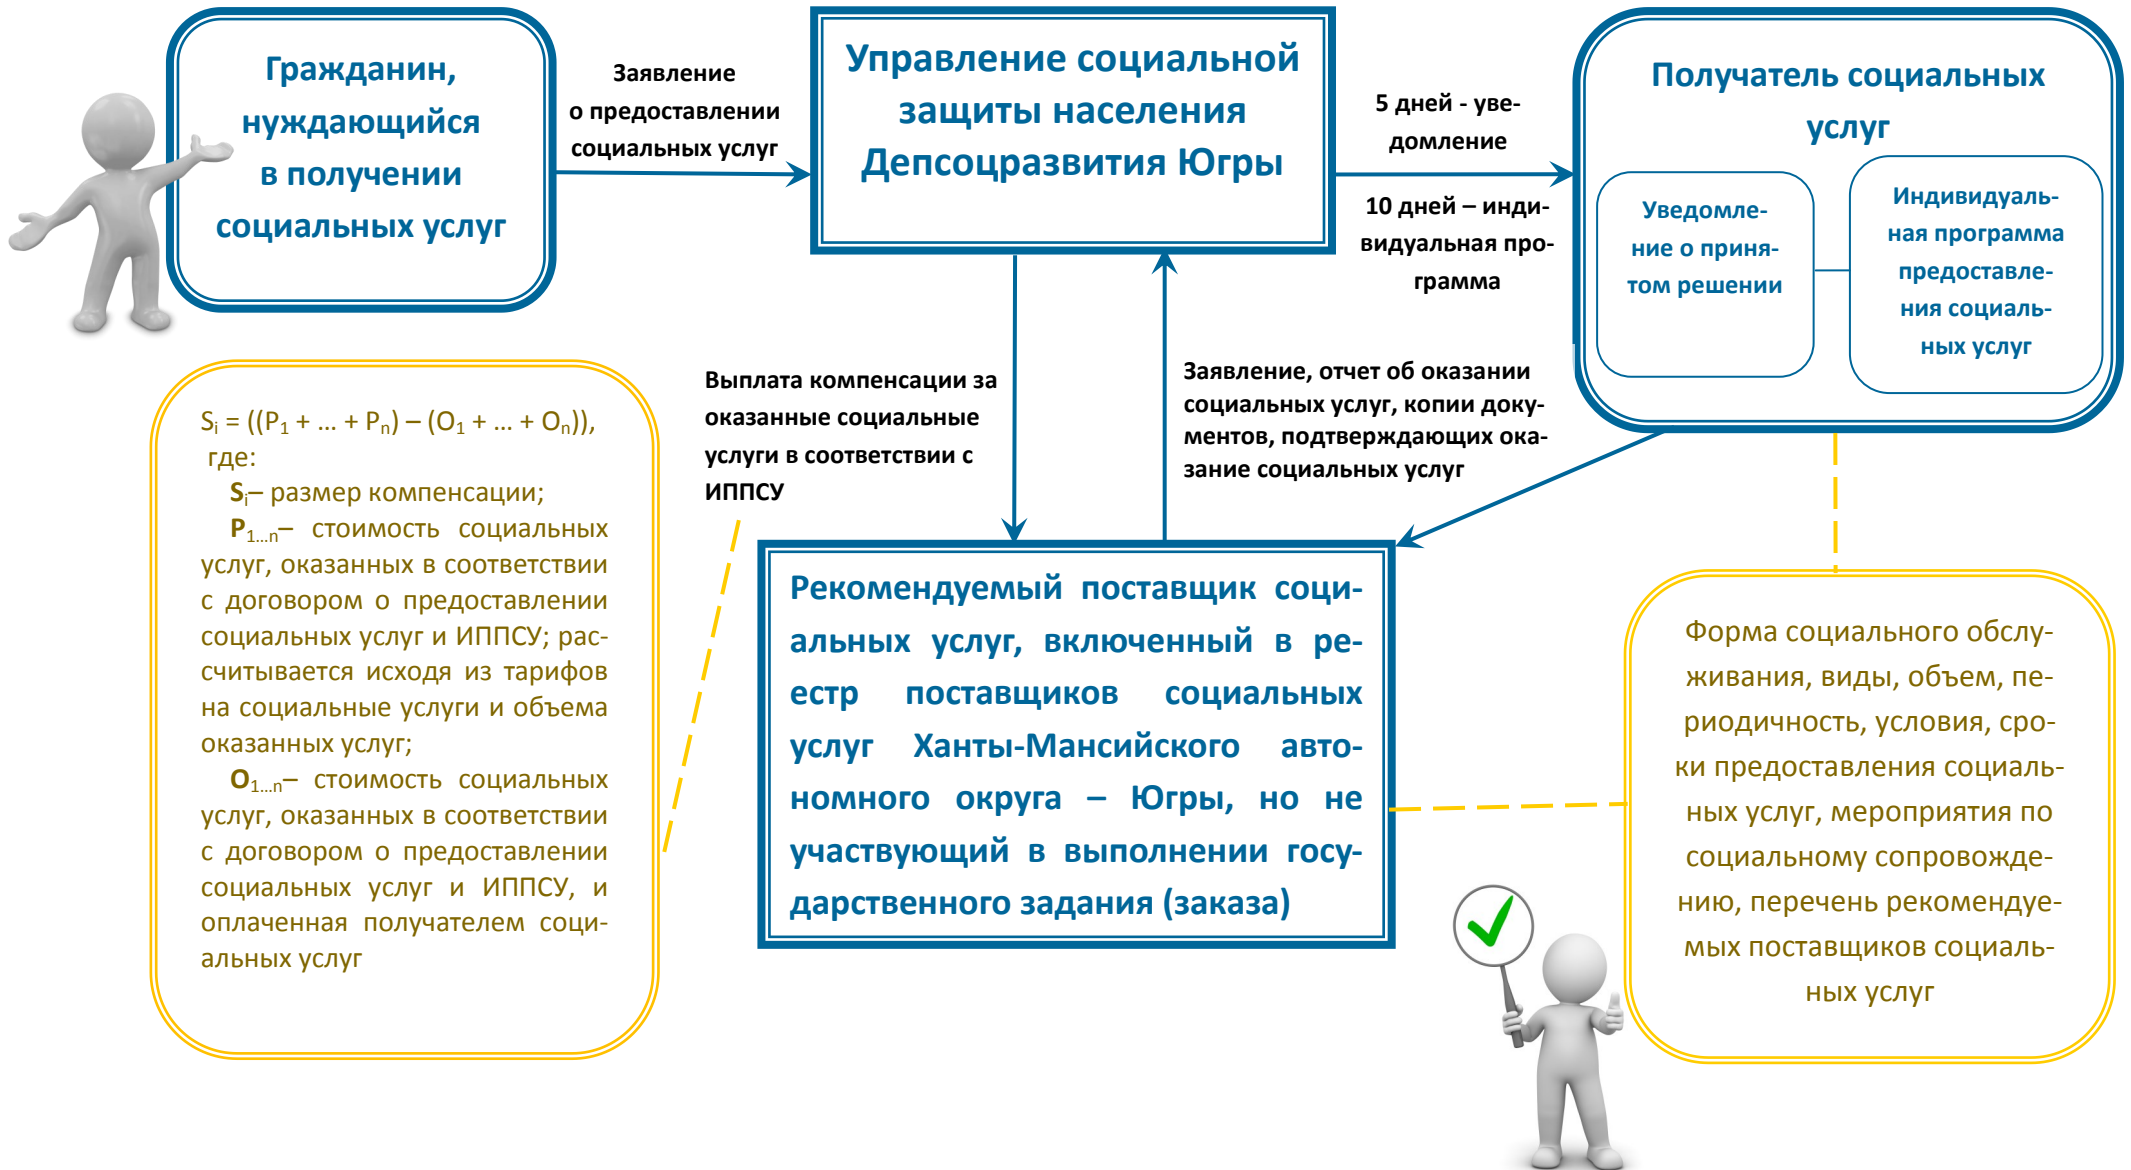 Гражданин,
нуждающийся
в получении
социальных услуг
Заявление
о предоставлении
социальных услуг
Управление социальной
защиты населения
Депсоцразвития Югры
5 дней - уве-
домление
10 дней – инди-
видуальная про-
грамма
Получатель социальных
услуг
Уведомле-
ние о приня-
том решении
Индивидуаль-
ная программа
предоставле-
ния социаль-
ных услуг
Выплата компенсации за
оказанные социальные
услуги в соответствии с
ИППСУ
Заявление, отчет об оказании
социальных услуг, копии доку-
ментов, подтверждающих ока-
зание социальных услуг
S_i = ((P_1 + ... + P_n) – (O_1 + ... + O_n)),
где:
S_i– размер компенсации;
P_1...n– стоимость социальных
услуг, оказанных в соответствии
с договором о предоставлении
социальных услуг и ИППСУ; рас-
считывается исходя из тарифов
на социальные услуги и объема
оказанных услуг;
O_1...n– стоимость социальных
услуг, оказанных в соответствии
с договором о предоставлении
социальных услуг и ИППСУ, и
оплаченная получателем соци-
альных услуг
Рекомендуемый поставщик соци-
альных услуг, включенный в ре-
естр поставщиков социальных
услуг Ханты-Мансийского авто-
номного округа – Югры, но не
участвующий в выполнении госу-
дарственного задания (заказа)
Форма социального обслу-
живания, виды, объем, пе-
риодичность, условия, сро-
ки предоставления социаль-
ных услуг, мероприятия по
социальному сопровожде-
нию, перечень рекомендуе-
мых поставщиков социаль-
ных услуг